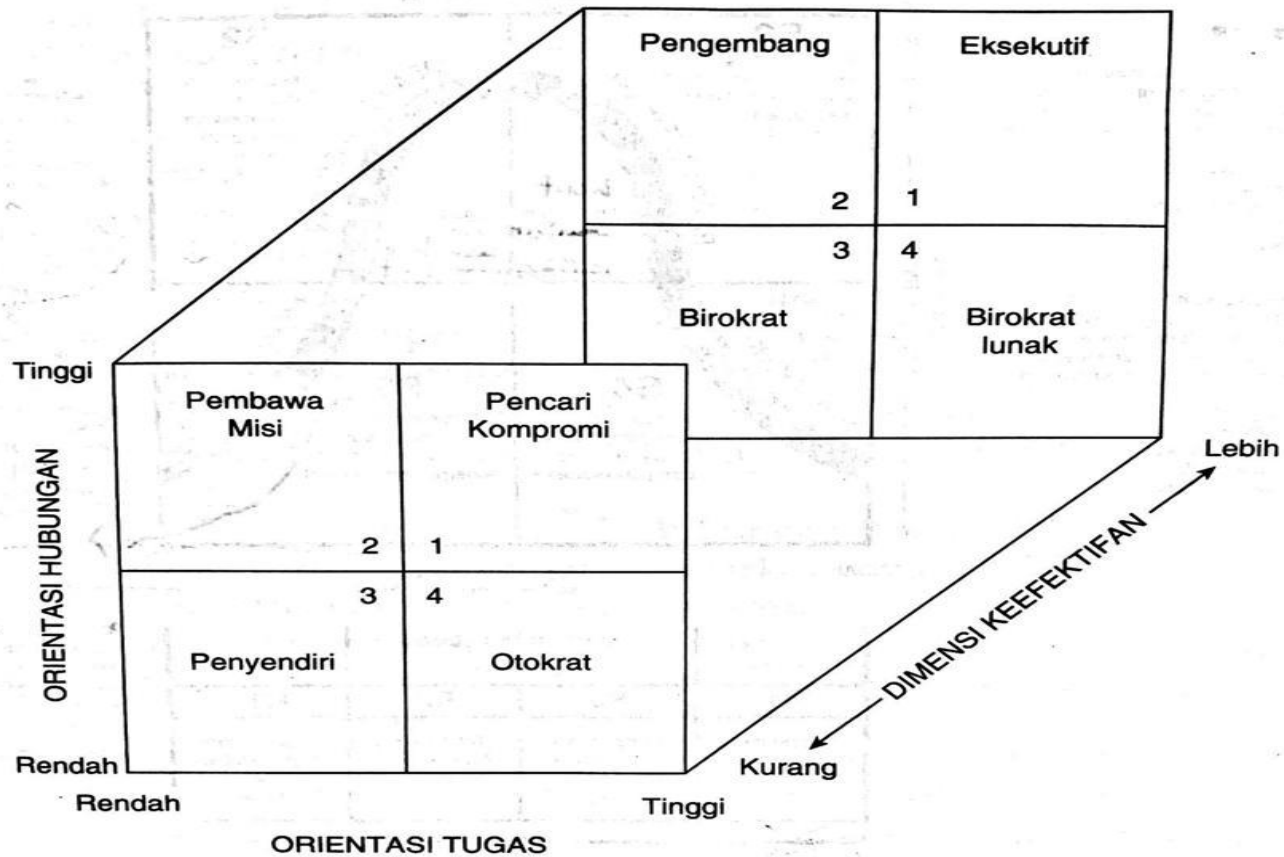 Pengembang
Eksekutif
2
1
3
4
Birokrat
Birokrat
lunak
Tinggi
Pembawa
Misi
Pencari
Kompromi
2
1
3
4
Penyendiri
Otokrat
ORIENTASI HUBUNGAN
Rendah
Rendah
Tinggi
ORIENTASI TUGAS
Kurang
DIMENSI KEEFEKTIFAN
Lebih